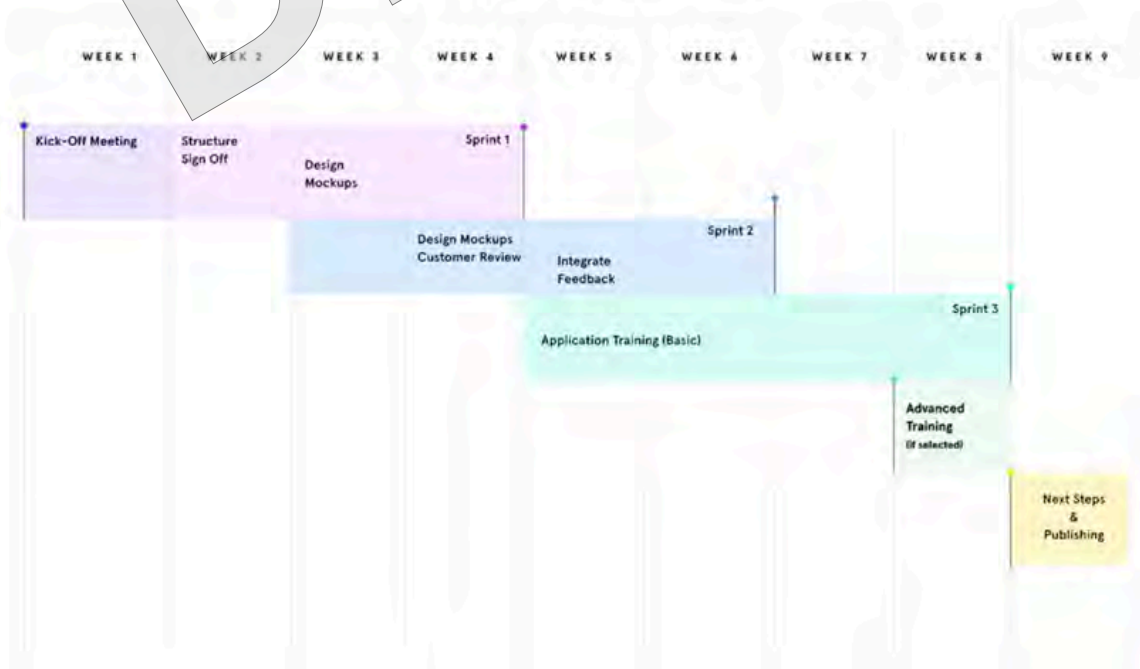 WEEK 1 WEEK 2 WEEK 3 WEEK 4 WEEK 5 WEEK 6 WEEK 7 WEEK 8 WEEK 9
Kick-Off Meeting
Structure
Sign Off
Design
Mockups
Sprint 1
Design Mockups
Customer Review
Integrate
Feedback
Sprint 2
Application Training (Basic)
Sprint 3
Advanced
Training
(if selected)
Next Steps
&
Publishing